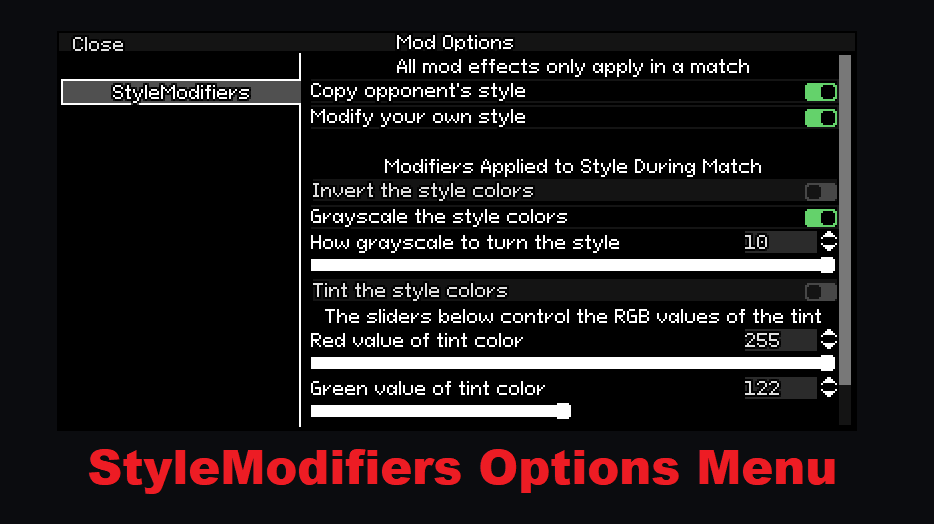 Close
Mod Options
All mod effects only apply in a match
StyleModifiers
Copy opponent's style
Modify your own style
Modifiers Applied to Style During Match
Invert the style colors
Grayscale the style colors
How grayscale to turn the style 10
Tint the style colors
The sliders below control the RGB values of the tint
Red value of tint color 255
Green value of tint color 122
StyleModifiers Options Menu